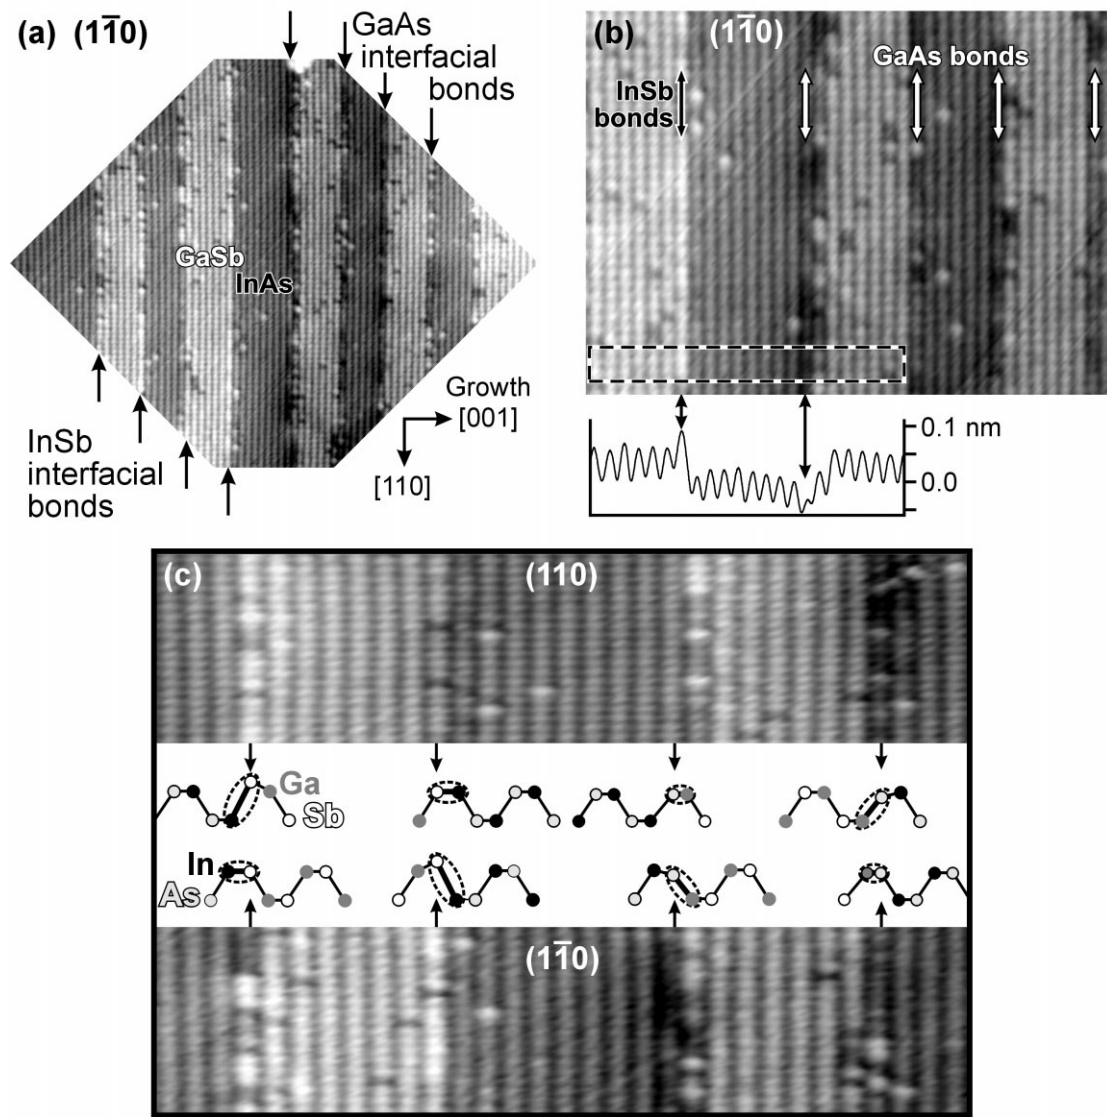 (a) (11̅0)
GaAs
interfacial
bonds
GaSb
InAs
Growth
[001]
[110]
InSb
interfacial
bonds
(b) (11̅0)
GaAs bonds
InSb
bonds
0.1 nm
0.0
(c) (110)
Ga
Sb
In
As
(11̅0)